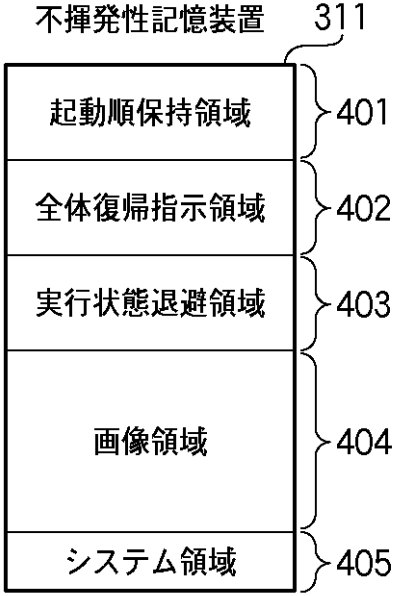 不揮発性記憶装置 311
起動順保持領域 401
全体復帰指示領域 402
実行状態退避領域 403
画像領域 404
システム領域 405